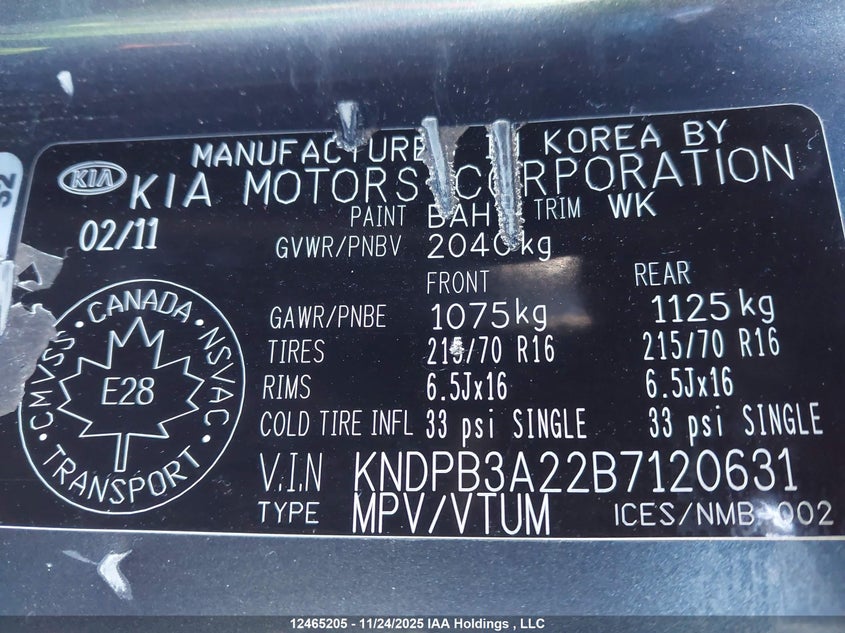 MANUFACTURE IN KOREA BY
KIA KIA MOTORS CORPORATION
PAINT BAH TRIM WK
02/11
GVWR/PNBV 2040kg
FRONT REAR
GAWR/PNBE 1075kg 1125kg
TIRES 215/70 R16 215/70 R16
RIMS 6.5Jx16 6.5Jx16
COLD TIRE INFL 33 psi SINGLE 33 psi SINGLE
V.I.N KNDPB3A22B7120631
TYPE MPV/VTUM ICES/NMB-002
CMVSS · CANADA · NSVAC
E28
TRANSPORT
12465205 - 11/24/2025 IAA Holdings , LLC